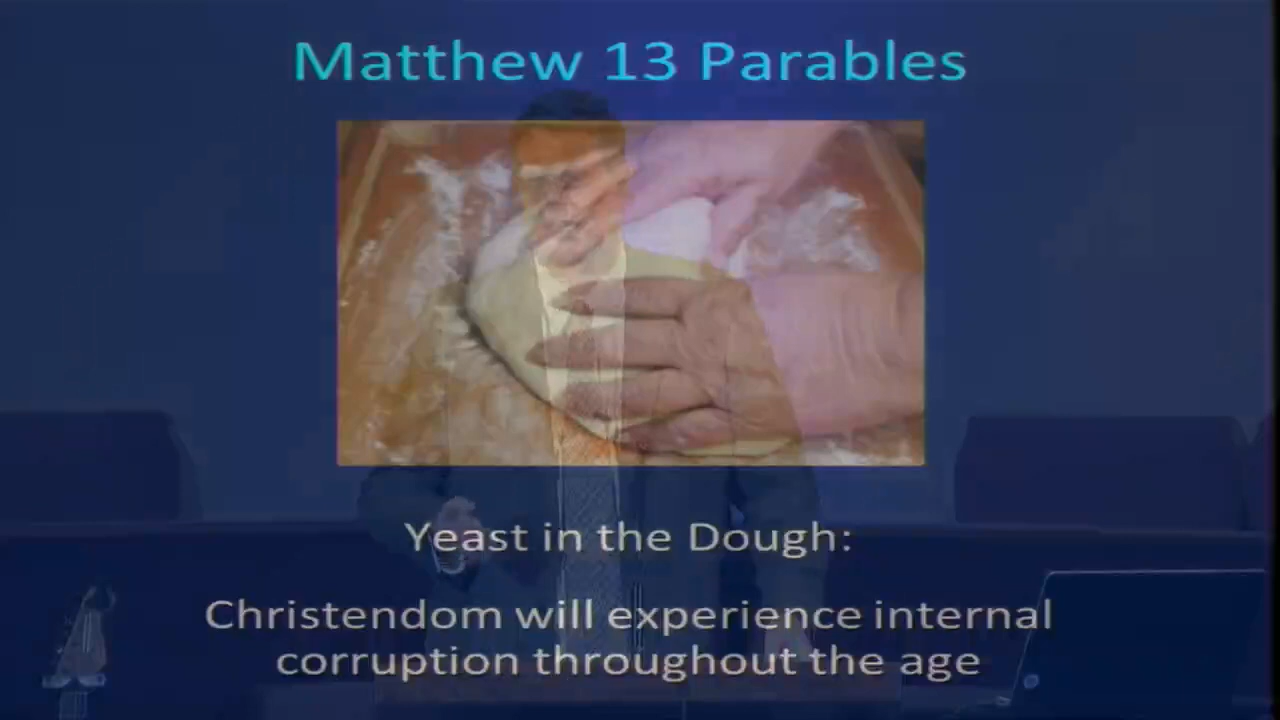 Matthew 13 Parables
Yeast in the Dough:
Christendom will experience internal
corruption throughout the age